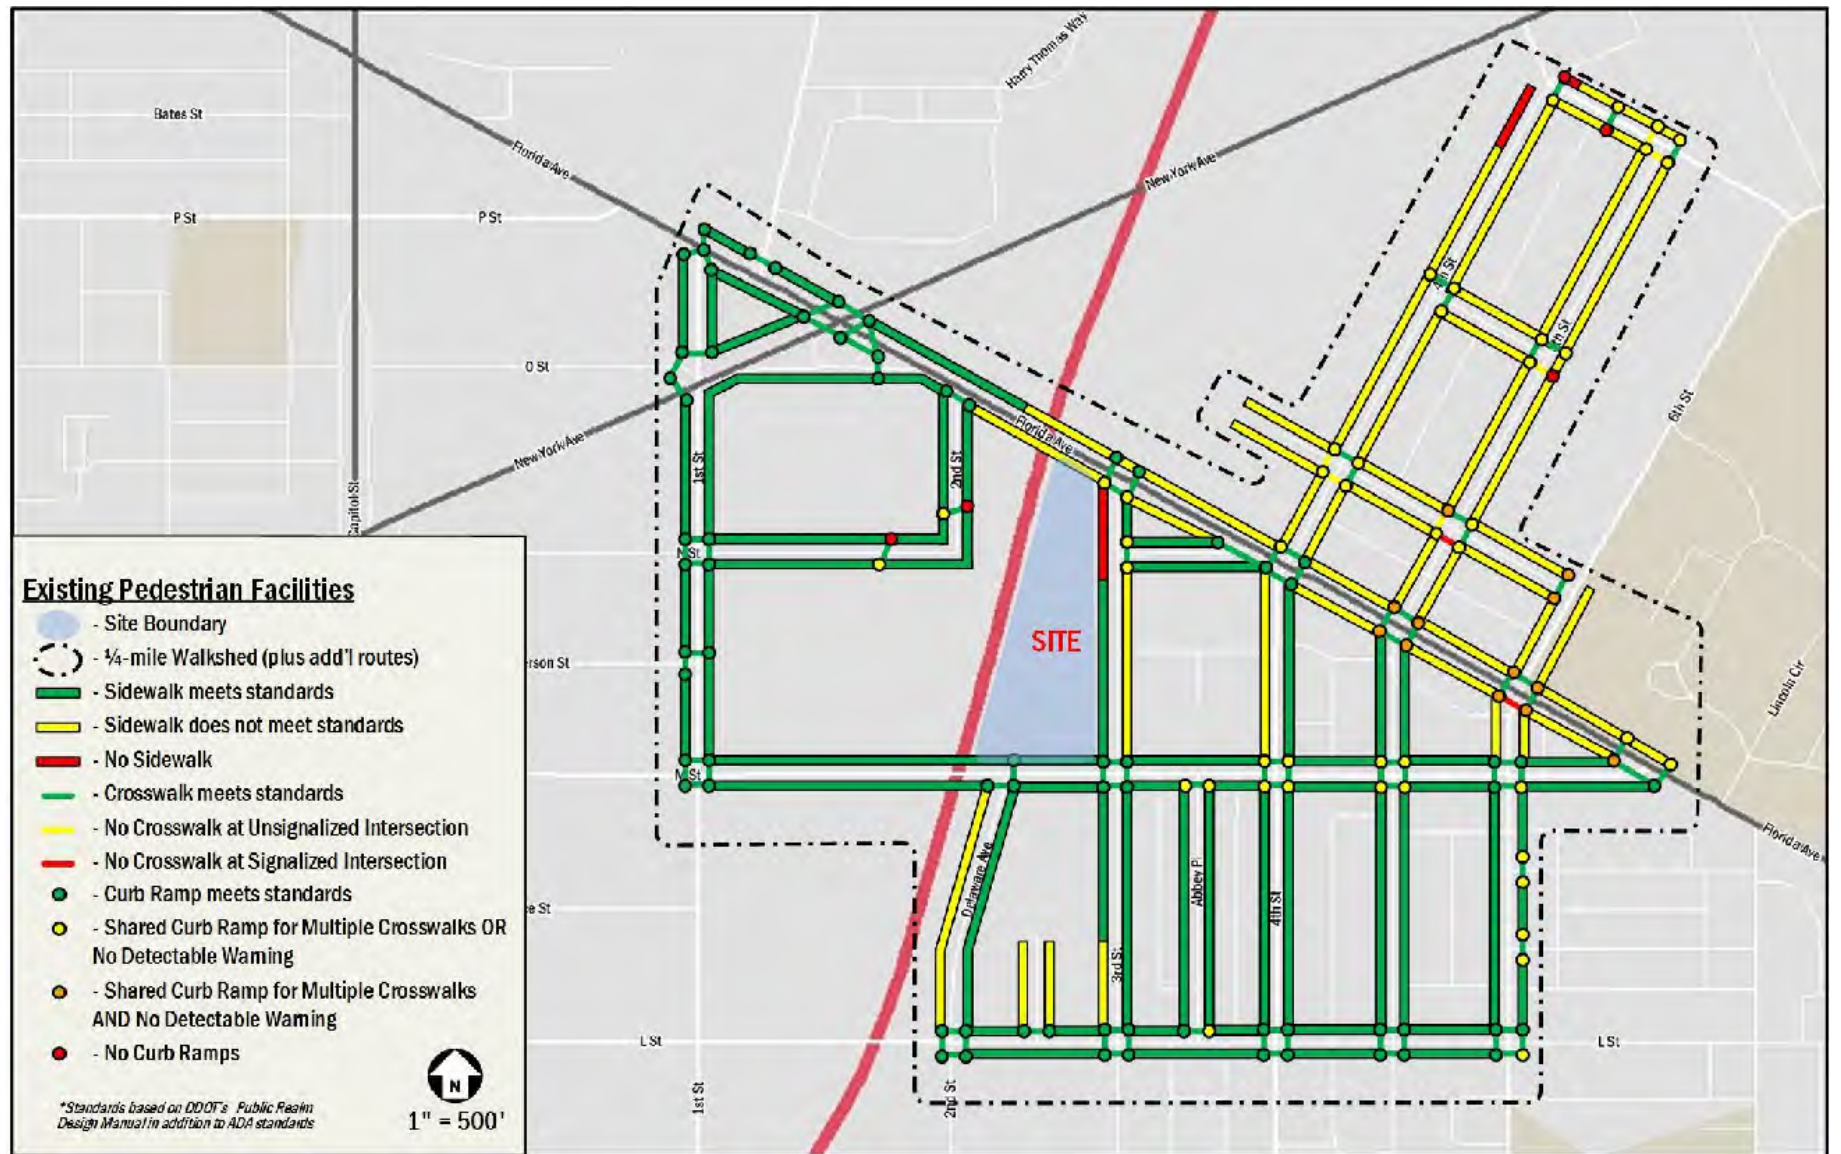 Harry Thomas Way
Bates St
Florida Ave
New York Ave
P St
P St
4th St
O St
6th St
Florida Ave
New York Ave
1st St
2nd St
Capitol St
N St
SITE
Lincoln Cir
M St
Florida Ave
Delaware Ave
Abbey Pl
4th St
3rd St
L St
L St
1st St
2nd St
Existing Pedestrian Facilities
- Site Boundary
- ¼-mile Walkshed (plus add'l routes)
- Sidewalk meets standards
- Sidewalk does not meet standards
- No Sidewalk
- Crosswalk meets standards
- No Crosswalk at Unsignalized Intersection
- No Crosswalk at Signalized Intersection
- Curb Ramp meets standards
- Shared Curb Ramp for Multiple Crosswalks OR
No Detectable Warning
- Shared Curb Ramp for Multiple Crosswalks
AND No Detectable Warning
- No Curb Ramps
*Standards based on DDOT's Public Realm
Design Manual in addition to ADA standards
N
1" = 500'